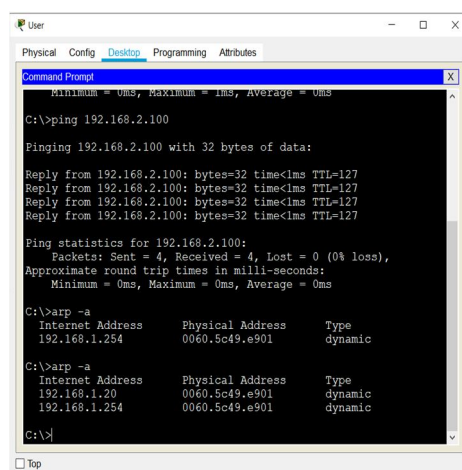 User
Physical Config Desktop Programming Attributes
Command Prompt X
Minimum = 0ms, Maximum = 1ms, Average = 0ms
C:\>ping 192.168.2.100
Pinging 192.168.2.100 with 32 bytes of data:
Reply from 192.168.2.100: bytes=32 time<1ms TTL=127
Reply from 192.168.2.100: bytes=32 time<1ms TTL=127
Reply from 192.168.2.100: bytes=32 time<1ms TTL=127
Reply from 192.168.2.100: bytes=32 time<1ms TTL=127
Ping statistics for 192.168.2.100:
Packets: Sent = 4, Received = 4, Lost = 0 (0% loss),
Approximate round trip times in milli-seconds:
Minimum = 0ms, Maximum = 0ms, Average = 0ms
C:\>arp -a
Internet Address Physical Address Type
192.168.1.254 0060.5c49.e901 dynamic
C:\>arp -a
Internet Address Physical Address Type
192.168.1.20 0060.5c49.e901 dynamic
192.168.1.254 0060.5c49.e901 dynamic
C:\>
Top